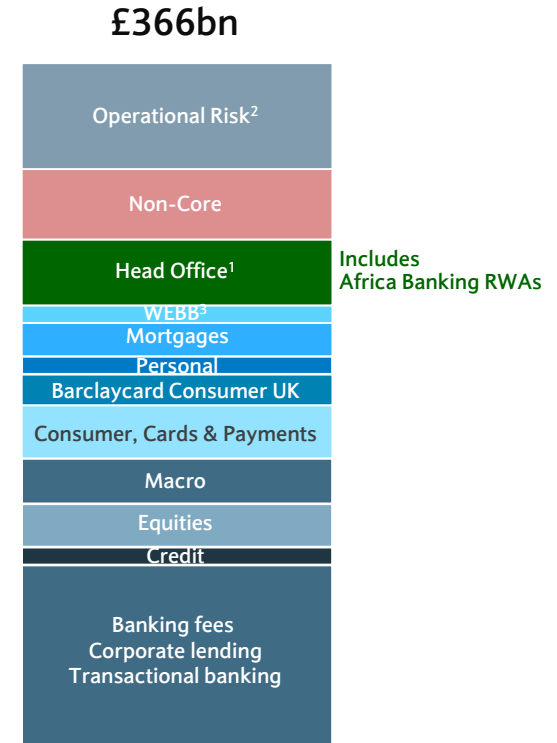 £366bn
Operational Risk²
Non-Core
Head Office¹
Includes
Africa Banking RWAs
WEBB³
Mortgages
Personal
Barclaycard Consumer UK
Consumer, Cards & Payments
Macro
Equities
Credit
Banking fees
Corporate lending
Transactional banking